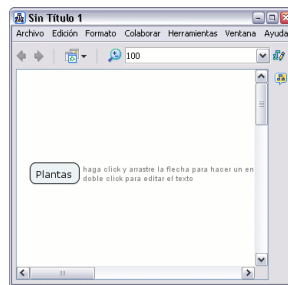 Sin Título 1
Archivo Edición Formato Colaborar Herramientas Ventana Ayuda
100
Plantas
haga click y arrastre la flecha para hacer un en
doble click para editar el texto